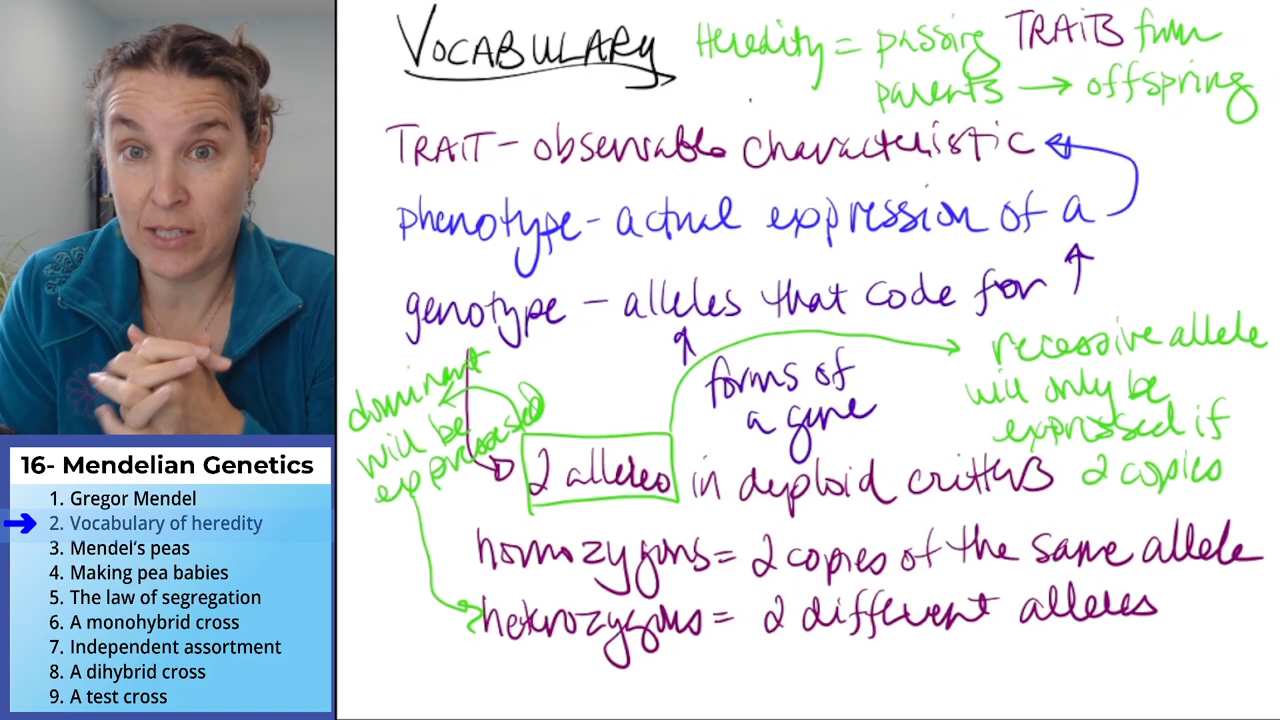 VOCABULARY
Heredity = passing TRAITS from
parents → offspring
TRAIT - observable characteristic
phenotype - actual expression of a
genotype - alleles that code for
forms of
a gene
recessive allele
will only be
expressed if
2 copies
dominant
will be
expressed
2 alleles in dyploid critters
homozygous = 2 copies of the same allele
heterozygous = 2 different alleles
16- Mendelian Genetics
1. Gregor Mendel
2. Vocabulary of heredity
3. Mendel's peas
4. Making pea babies
5. The law of segregation
6. A monohybrid cross
7. Independent assortment
8. A dihybrid cross
9. A test cross